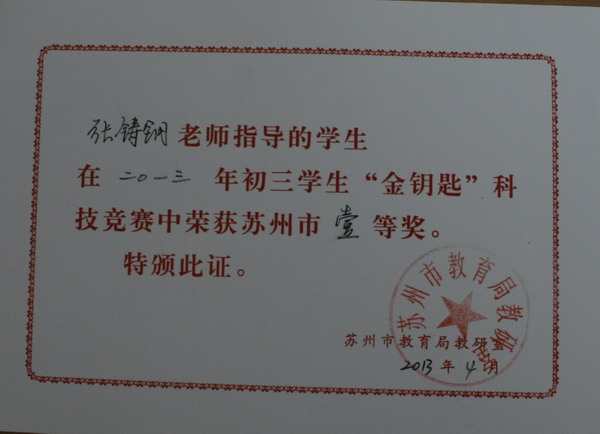 张铸钢老师指导的学生
在 二〇一三 年初三学生“金钥匙”科
技竞赛中荣获苏州市 壹 等奖。
特颁此证。
苏州市教育局教研室
苏州市教育局教研室
2013 年 4 月